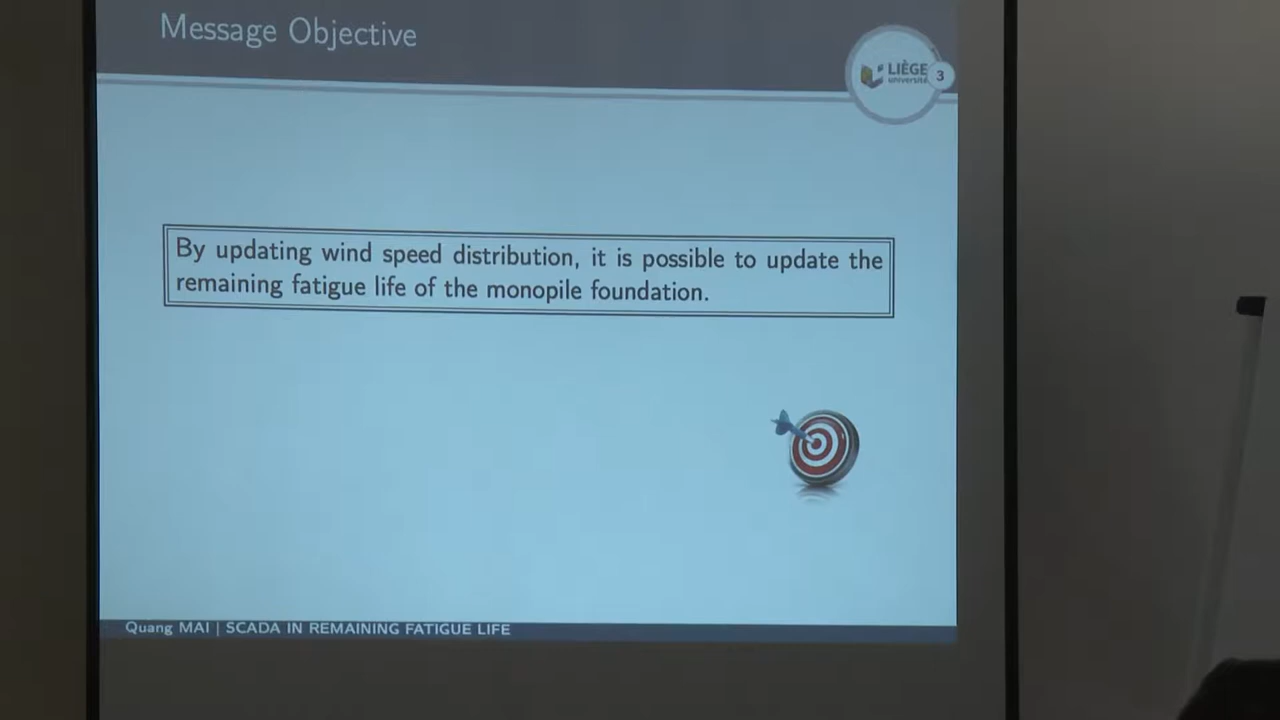 Message Objective
LIÈGE
université
3
By updating wind speed distribution, it is possible to update the
remaining fatigue life of the monopile foundation.
Quang MAI | SCADA IN REMAINING FATIGUE LIFE